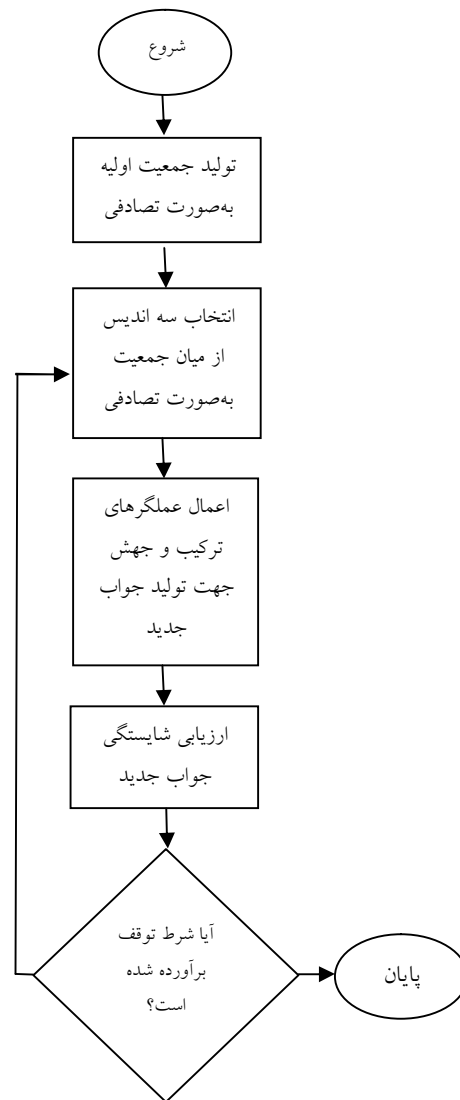 شروع
تولید جمعیت اولیه
به‌صورت تصادفی
انتخاب سه اندیس
از میان جمعیت
به‌صورت تصادفی
اعمال عملگرهای
ترکیب و جهش
جهت تولید جواب
جدید
ارزیابی شایستگی
جواب جدید
آیا شرط توقف
برآورده شده
است؟
پایان